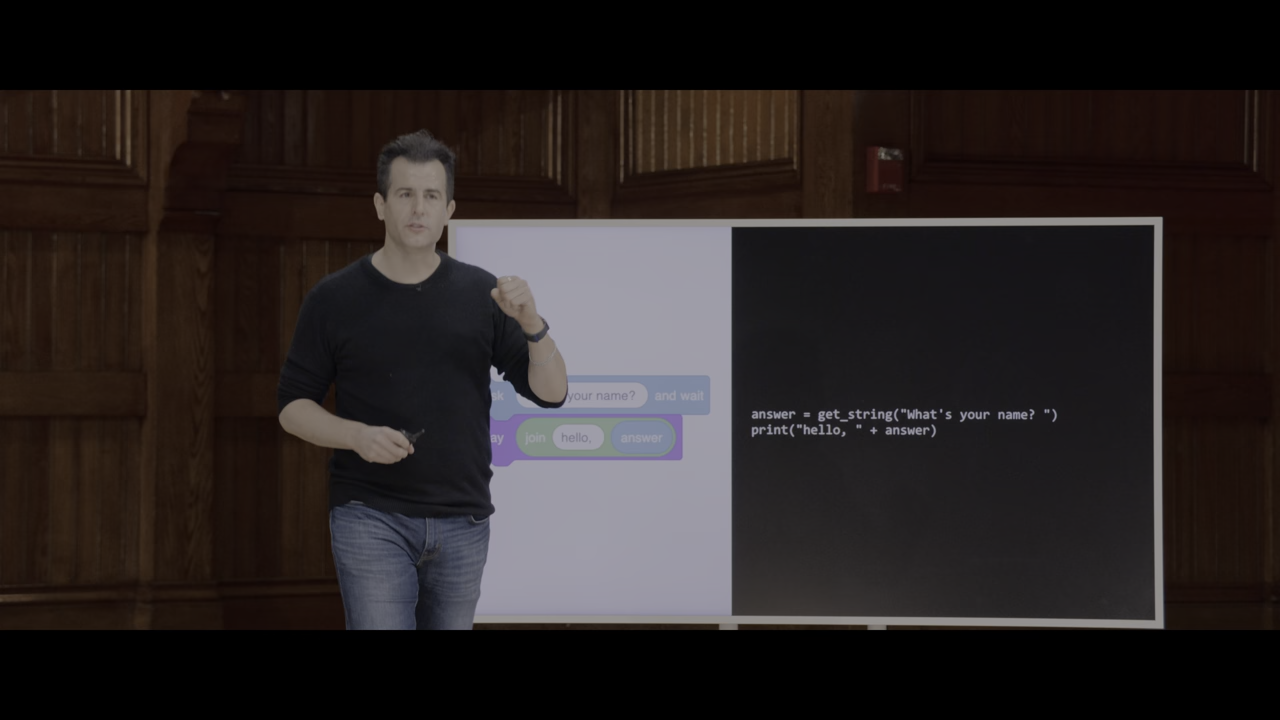 your name? and wait
join hello, answer
answer = get_string("What's your name? ")
print("hello, " + answer)